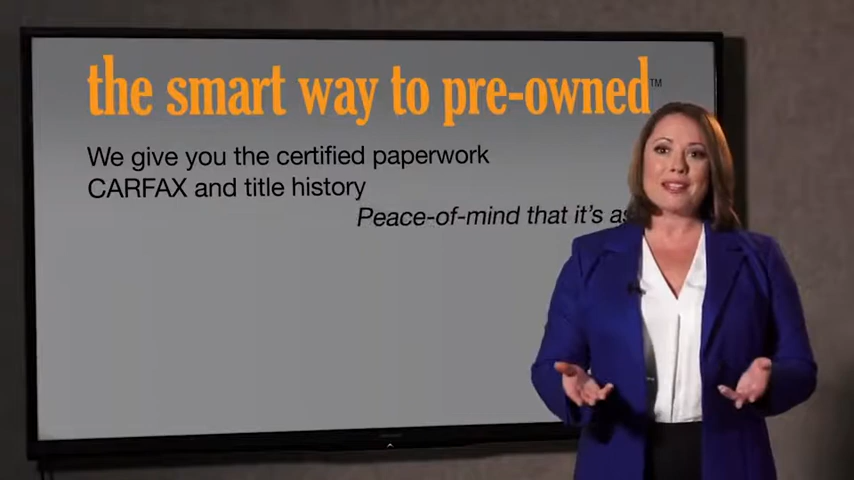 the smart way to pre-owned™
We give you the certified paperwork
CARFAX and title history
Peace-of-mind that it's as